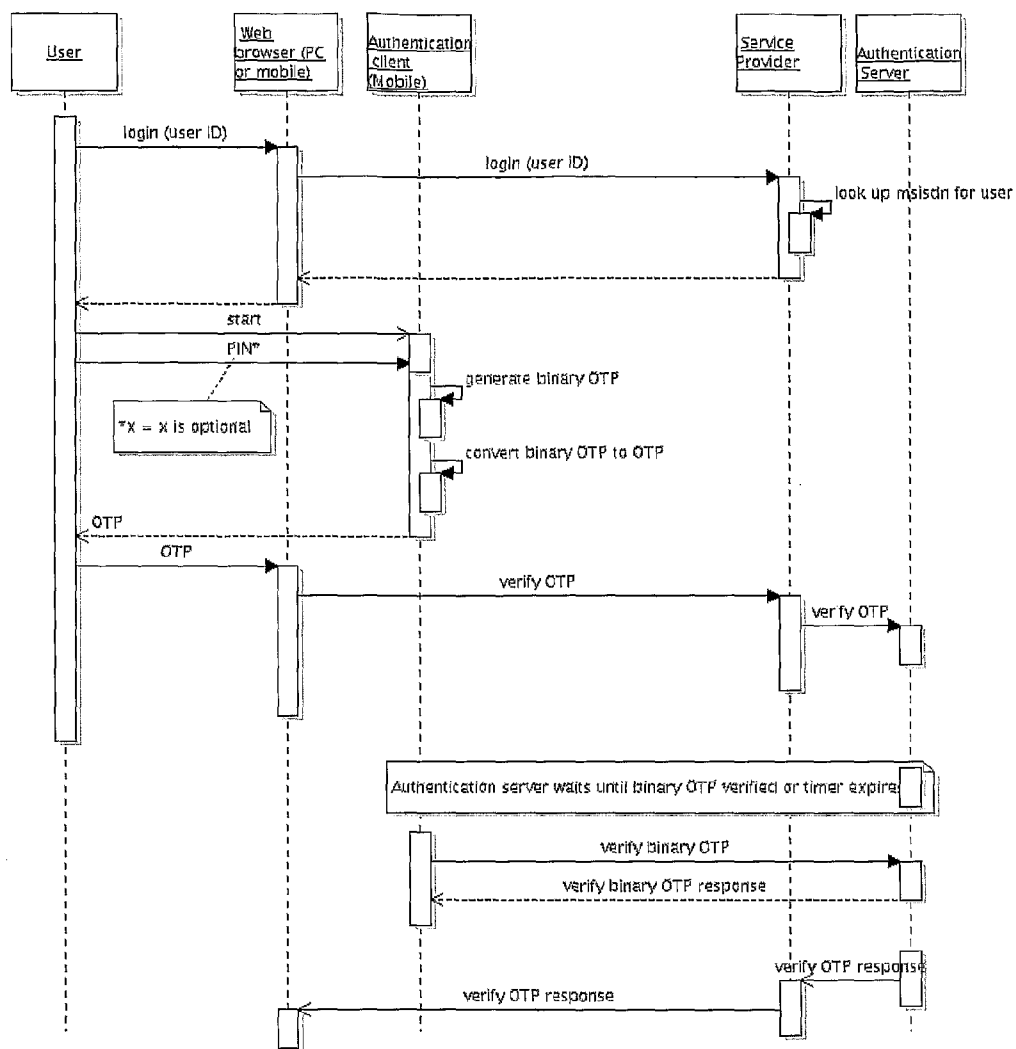 User
Web
browser (PC
or mobile)
Authentication
client
(Mobile)
Service
Provider
Authentication
Server
login (user ID)
login (user ID)
look up msisdn for user
start
PIN*
generate binary OTP
*x = x is optional
convert binary OTP to OTP
OTP
OTP
verify OTP
verify OTP
Authentication server waits until binary OTP verified or timer expire
verify binary OTP
verify binary OTP response
verify OTP response
verify OTP response